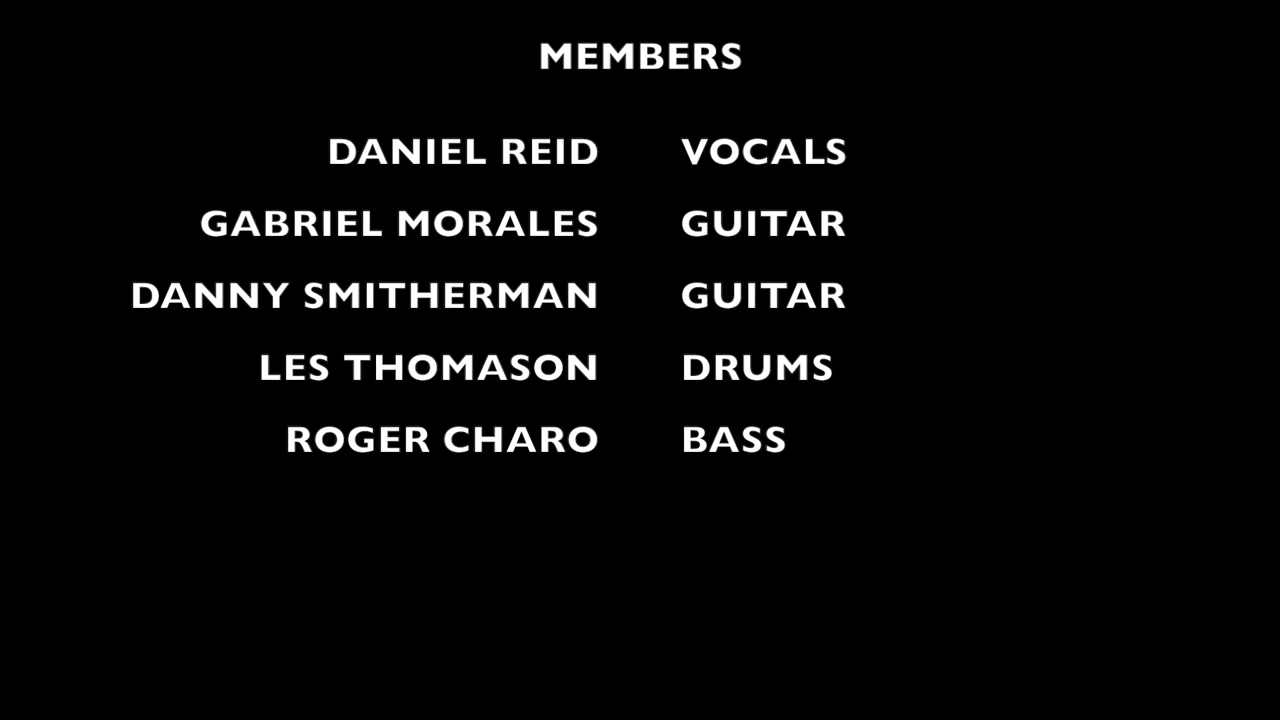 MEMBERS
DANIEL REID VOCALS
GABRIEL MORALES GUITAR
DANNY SMITHERMAN GUITAR
LES THOMASON DRUMS
ROGER CHARO BASS